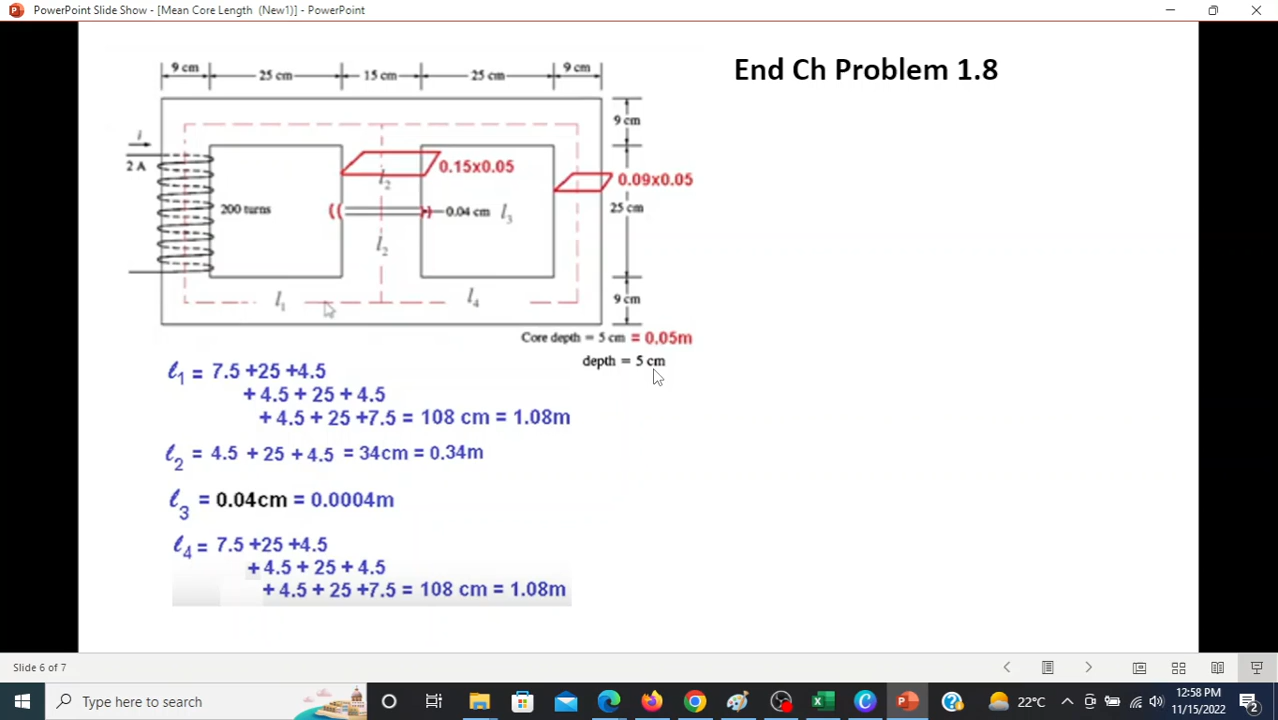 PowerPoint Slide Show - [Mean Core Length (New1)] - PowerPoint
End Ch Problem 1.8
9 cm 25 cm 15 cm 25 cm 9 cm
9 cm
i
2 A
l2 0.15x0.05
0.09x0.05
200 turns 0.04 cm l3 25 cm
l2
l1 l4 9 cm
Core depth = 5 cm = 0.05m
depth = 5 cm
ℓ1 = 7.5 +25 +4.5
+ 4.5 + 25 + 4.5
+ 4.5 + 25 +7.5 = 108 cm = 1.08m
ℓ2 = 4.5 + 25 + 4.5 = 34cm = 0.34m
ℓ3 = 0.04cm = 0.0004m
ℓ4 = 7.5 +25 +4.5
+ 4.5 + 25 + 4.5
+ 4.5 + 25 +7.5 = 108 cm = 1.08m
Slide 6 of 7
Type here to search
22°C
12:58 PM
11/15/2022
2